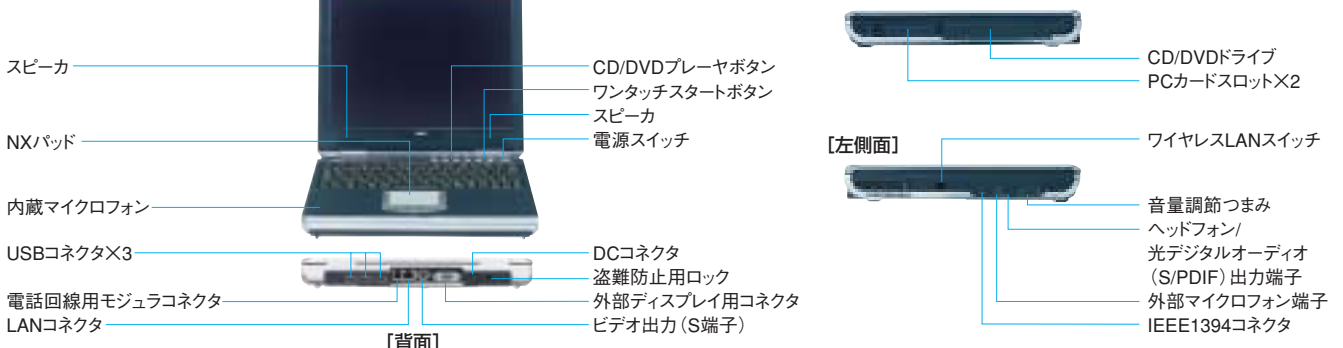 スピーカ
NXパッド
内蔵マイクロフォン
USBコネクタ×3
電話回線用モジュラコネクタ
LANコネクタ
CD/DVDプレーヤボタン
ワンタッチスタートボタン
スピーカ
電源スイッチ
DCコネクタ
盗難防止用ロック
外部ディスプレイ用コネクタ
ビデオ出力（S端子）
[背面]
CD/DVDドライブ
PCカードスロット×2
[左側面]
ワイヤレスLANスイッチ
音量調節つまみ
ヘッドフォン/
光デジタルオーディオ
（S/PDIF）出力端子
外部マイクロフォン端子
IEEE1394コネクタ